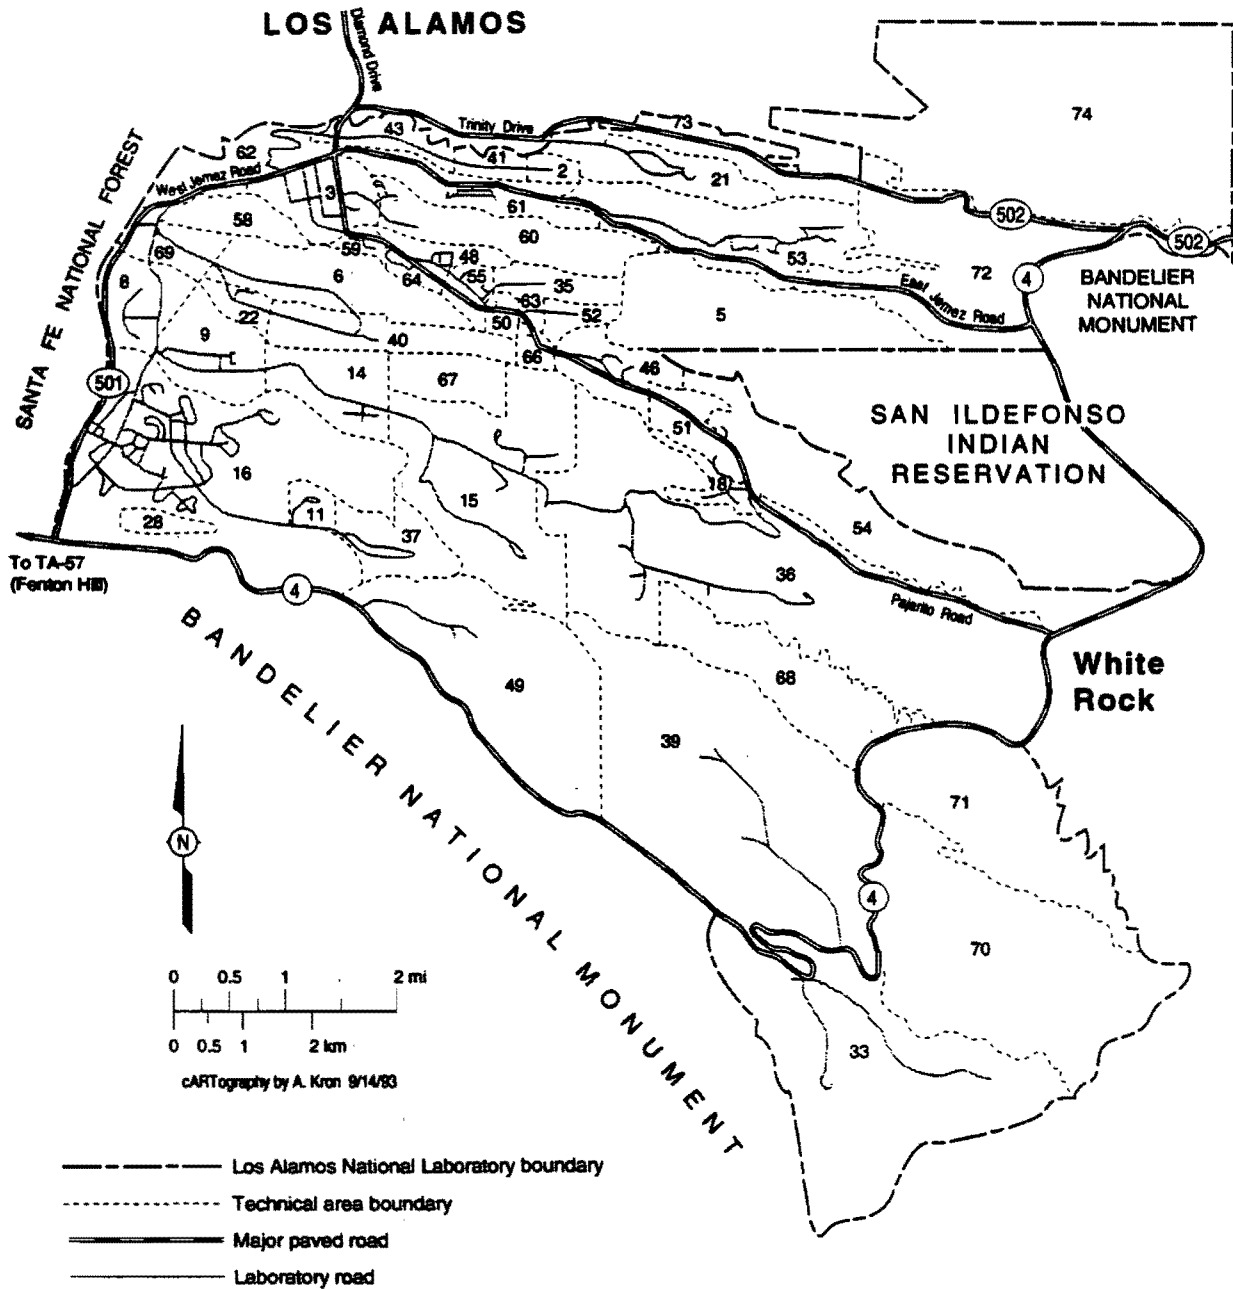 LOS ALAMOS
Diamond Drive
74
43
Trinity Drive
73
62
41
2
21
West Jemez Road
3
61
502
58
60
59
48
53
502
69
6
64
55
35
72
4
BANDELIER
NATIONAL
MONUMENT
8
63
East Jemez Road
22
50
52
5
9
40
SANTA FE NATIONAL FOREST
66
46
14
67
501
SAN ILDEFONSO
INDIAN
RESERVATION
51
16
18
15
11
54
28
37
To TA-57
(Fenton Hill)
36
4
Pajarito Road
BANDELIER NATIONAL MONUMENT
White
Rock
68
49
39
71
N
4
70
0 0.5 1 2 mi
0 0.5 1 2 km
33
cARTography by A. Kron 9/14/93
Los Alamos National Laboratory boundary
Technical area boundary
Major paved road
Laboratory road